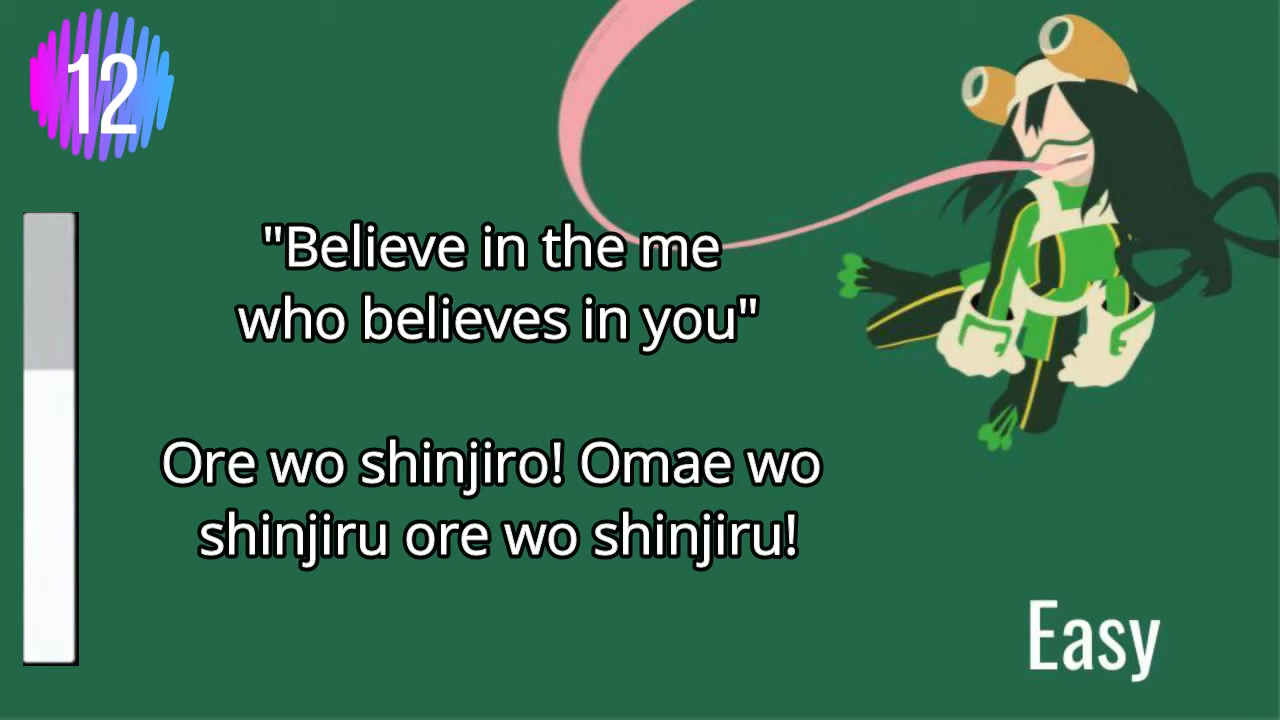 12
"Believe in the me
who believes in you"
Ore wo shinjiro! Omae wo
shinjiru ore wo shinjiru!
Easy